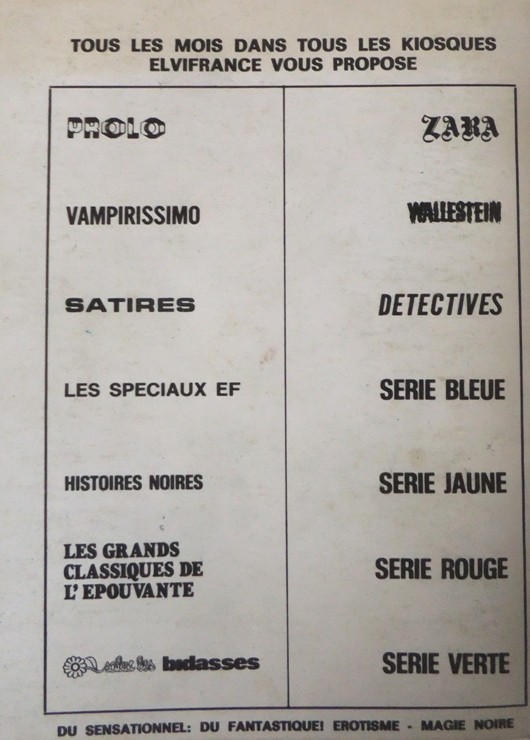 TOUS LES MOIS DANS TOUS LES KIOSQUES
ELVIFRANCE VOUS PROPOSE
PROLO
VAMPIRISSIMO
SATIRES
LES SPECIAUX EF
HISTOIRES NOIRES
LES GRANDS
CLASSIQUES DE
L'EPOUVANTE
salut les bidasses
ZARA
WALLESTEIN
DETECTIVES
SERIE BLEUE
SERIE JAUNE
SERIE ROUGE
SERIE VERTE
DU SENSATIONNEL: DU FANTASTIQUE! EROTISME - MAGIE NOIRE